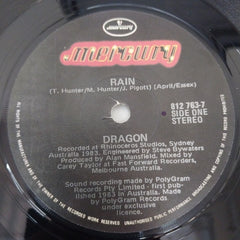 mercury
RAIN
(T. Hunter/M. Hunter/J. Pigott) (April/Essex)
812 763-7
SIDE ONE
STEREO
DRAGON
Recorded at Rhinoceros Studios, Sydney
Australia 1983. Engineered by Steve Bywaters
Produced by Alan Mansfield. Mixed by
Carey Taylor at Fast Forward Recorders,
Melbourne Australia.
Sound recording made by PolyGram
Records Pty Limited - first pub-
lished 1983 in Australia. Made
by PolyGram Records
under exclusive
licence.